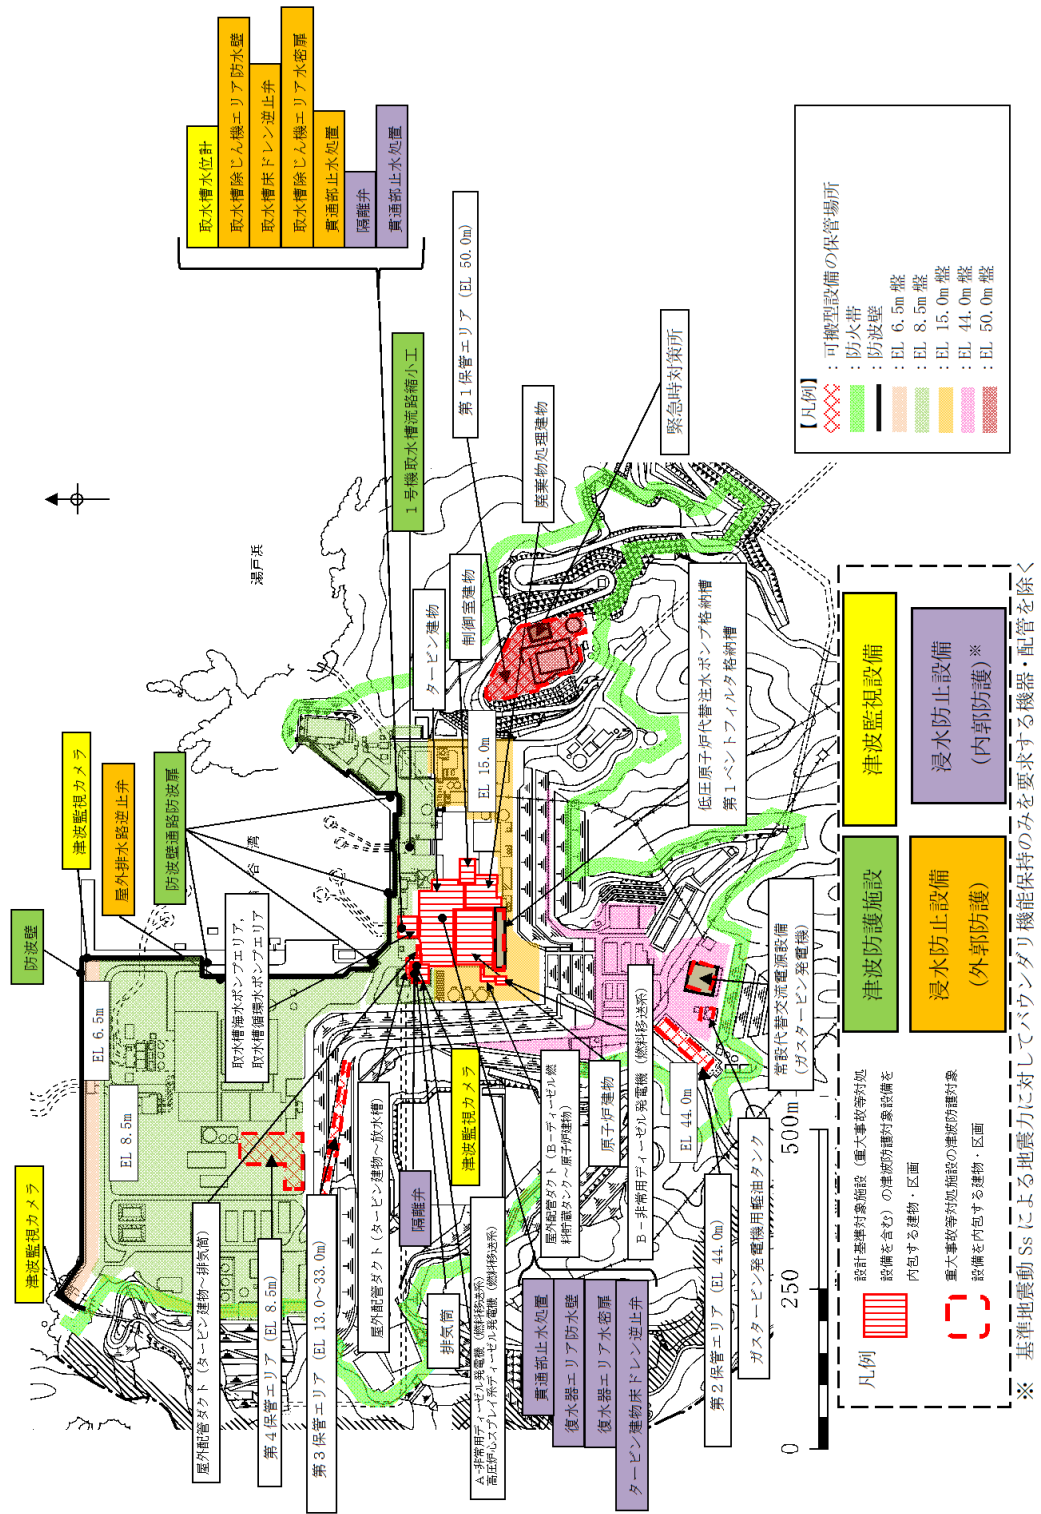 津波監視カメラ
防波壁
津波監視カメラ
屋外排水路逆止弁
防波壁通路防波扉
取水槽海水ポンプエリア,
取水槽循環水ポンプエリア
1号機取水槽流路縮小工
取水槽水位計
取水槽除じん機エリア防水壁
取水槽床ドレン逆止弁
取水槽除じん機エリア水密扉
貫通部止水処置
隔離弁
貫通部止水処置
湯戸浜
湾
谷
EL 6.5m
EL 8.5m
屋外配管ダクト(タービン建物~排気筒)
第4保管エリア(EL 8.5m)
第3保管エリア(EL 13.0~33.0m)
屋外配管ダクト(タービン建物~放水槽)
隔離弁
津波監視カメラ
排気筒
A-非常用ディーゼル発電機(燃料移送系)
高圧炉心スプレイ系ディーゼル発電機(燃料移送系)
貫通部止水処置
復水器エリア防水壁
復水器エリア水密扉
タービン建物床ドレン逆止弁
屋外配管ダクト(B-ディーゼル燃
料貯蔵タンク~原子炉建物)
原子炉建物
B-非常用ディーゼル発電機(燃料移送系)
EL 44.0m
第2保管エリア(EL 44.0m)
ガスタービン発電機用軽油タンク
常設代替交流電源設備
(ガスタービン発電機)
タービン建物
制御室建物
第1保管エリア(EL 50.0m)
廃棄物処理建物
緊急時対策所
EL 15.0m
低圧原子炉代替注水ポンプ格納槽
第1ベントフィルタ格納槽
【凡例】
:可搬型設備の保管場所
:防火帯
:防波壁
:EL 6.5m盤
:EL 8.5m盤
:EL 15.0m盤
:EL 44.0m盤
:EL 50.0m盤
0
250
500m
凡例
設計基準対象施設(重大事故等対処
設備を含む)の津波防護対象設備を
内包する建物・区画
重大事故等対処施設の津波防護対象
設備を内包する建物・区画
津波防護施設
津波監視設備
浸水防止設備
(外郭防護)
浸水防止設備
(内郭防護)※
※ 基準地震動Ssによる地震力に対してバウンダリ機能保持のみを要求する機器・配管を除く